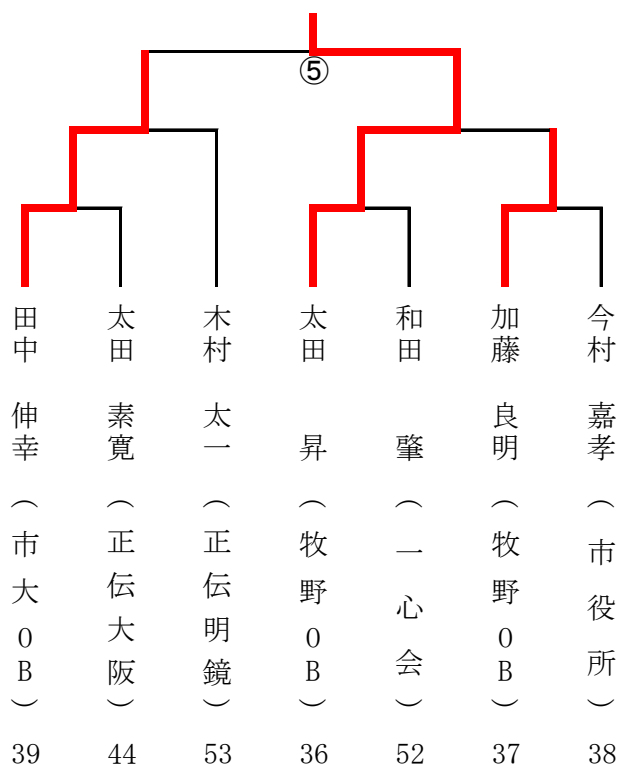 ⑤
田中 伸幸（市大OB）39
太田 素寛（正伝大阪）44
木村 太一（正伝明鏡）53
太田 昇（牧野OB）36
和田 肇（一心会）52
加藤 良明（牧野OB）37
今村 嘉孝（市役所）38